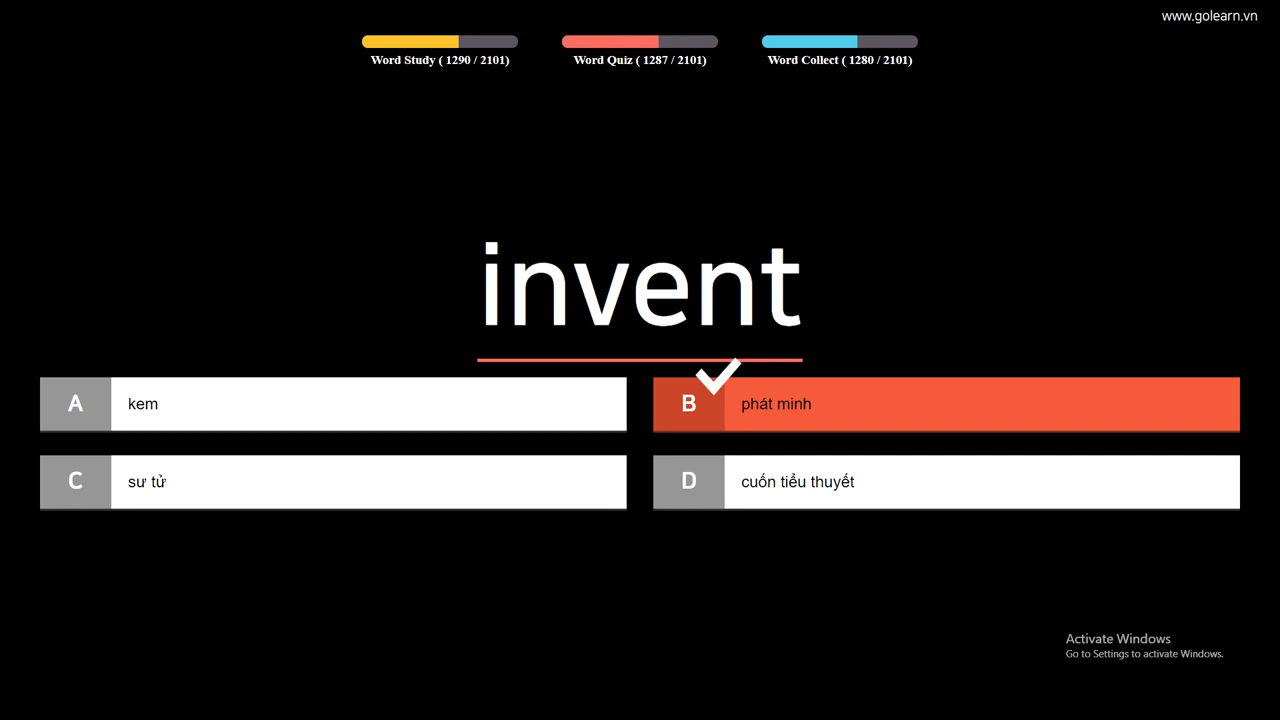 www.golearn.vn
Word Study ( 1290 / 2101)
Word Quiz ( 1287 / 2101)
Word Collect ( 1280 / 2101)
invent
A kem
B phát minh
C sư tử
D cuốn tiểu thuyết
Activate Windows
Go to Settings to activate Windows.